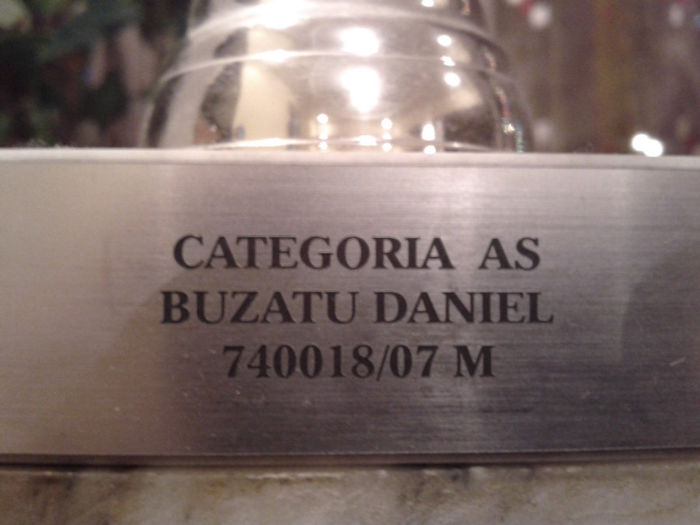 CATEGORIA AS
BUZATU DANIEL
740018/07 M